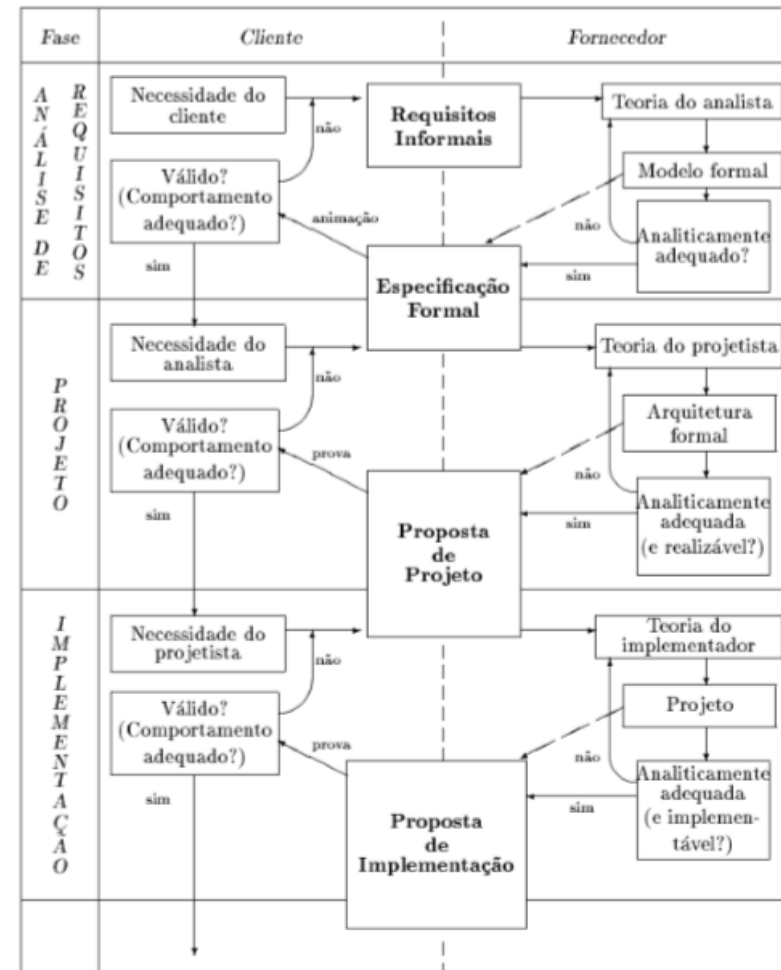 Fase
Cliente
Fornecedor
ANÁLISE DE
REQUISITOS
Necessidade do
cliente
não
Requisitos
Informais
Teoria do analista
Válido?
(Comportamento
adequado?)
animação
Modelo formal
não
Analiticamente
adequado?
sim
sim
Especificação
Formal
PROJETO
Necessidade do
analista
não
Teoria do projetista
Válido?
(Comportamento
adequado?)
prova
Arquitetura
formal
não
Analiticamente
adequada
(e realizável?)
sim
sim
Proposta
de
Projeto
IMPLEMENTAÇÃO
Necessidade do
projetista
não
Teoria do
implementador
Válido?
(Comportamento
adequado?)
prova
Projeto
não
Analiticamente
adequada
(e implemen-
tável?)
sim
sim
Proposta
de
Implementação